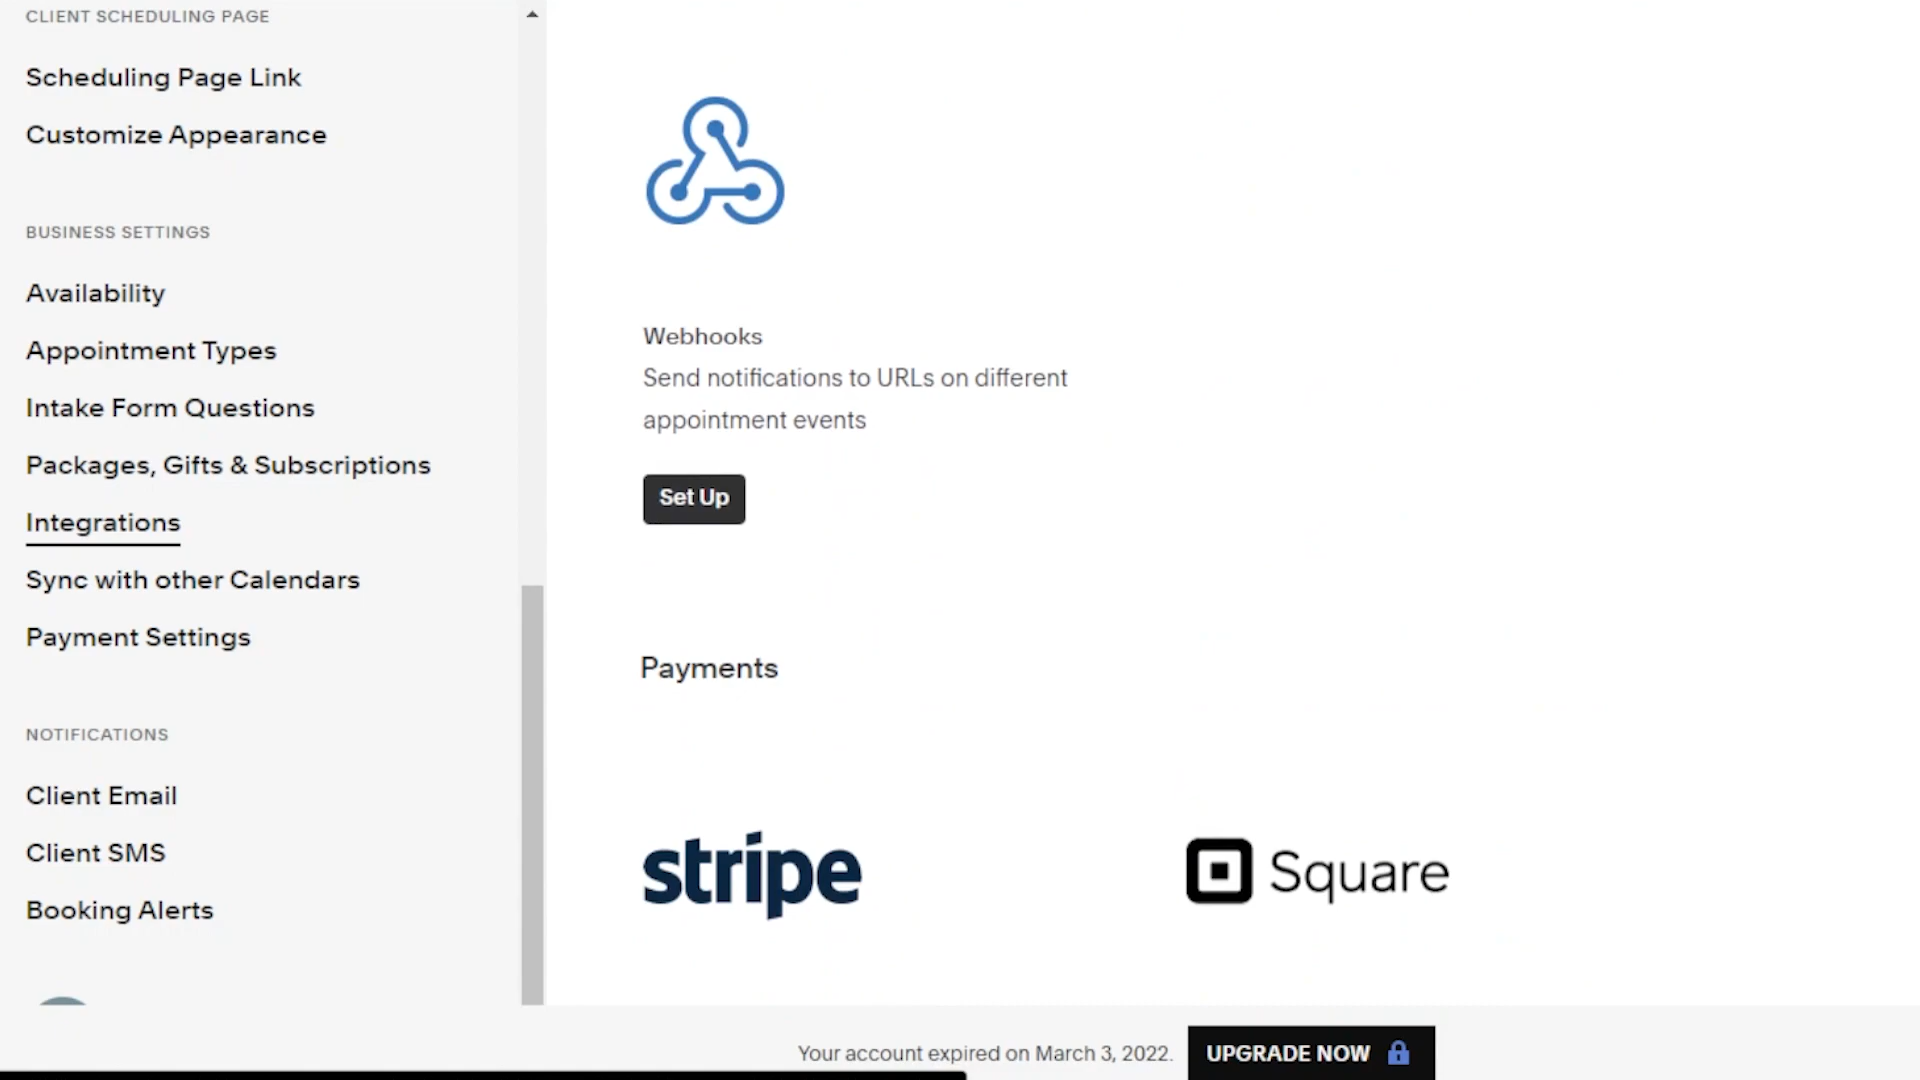 CLIENT SCHEDULING PAGE
Scheduling Page Link
Customize Appearance
BUSINESS SETTINGS
Availability
Appointment Types
Intake Form Questions
Packages, Gifts & Subscriptions
Integrations
Sync with other Calendars
Payment Settings
NOTIFICATIONS
Client Email
Client SMS
Booking Alerts
Webhooks
Send notifications to URLs on different
appointment events
Set Up
Payments
stripe
Square
Your account expired on March 3, 2022.
UPGRADE NOW